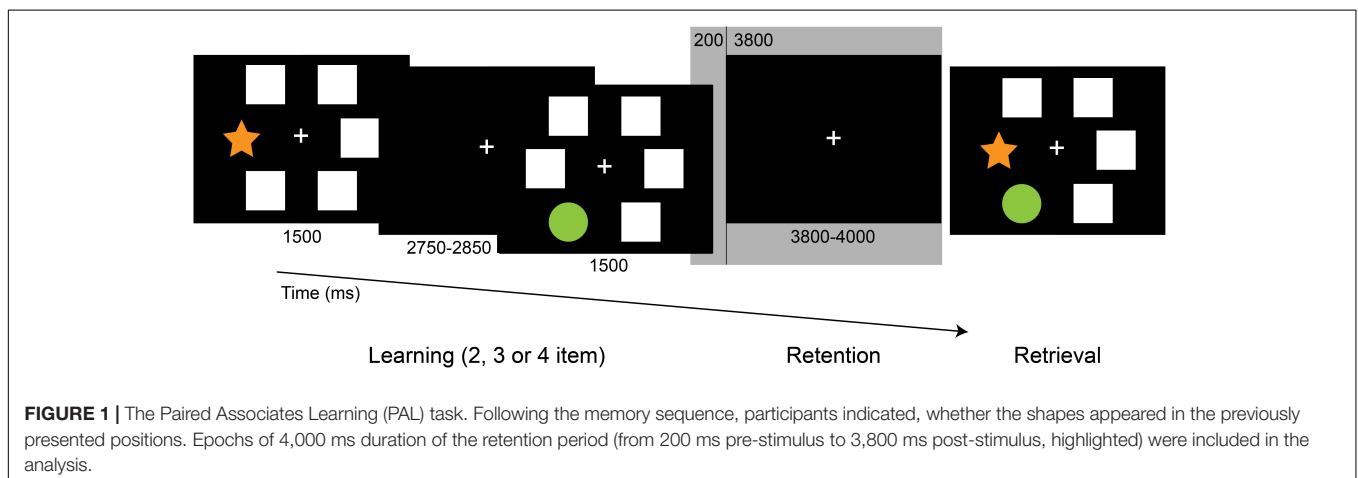 200 3800
1500
2750-2850
1500
3800-4000
Time (ms)
Learning (2, 3 or 4 item)
Retention
Retrieval
FIGURE 1 | The Paired Associates Learning (PAL) task. Following the memory sequence, participants indicated, whether the shapes appeared in the previously
presented positions. Epochs of 4,000 ms duration of the retention period (from 200 ms pre-stimulus to 3,800 ms post-stimulus, highlighted) were included in the
analysis.